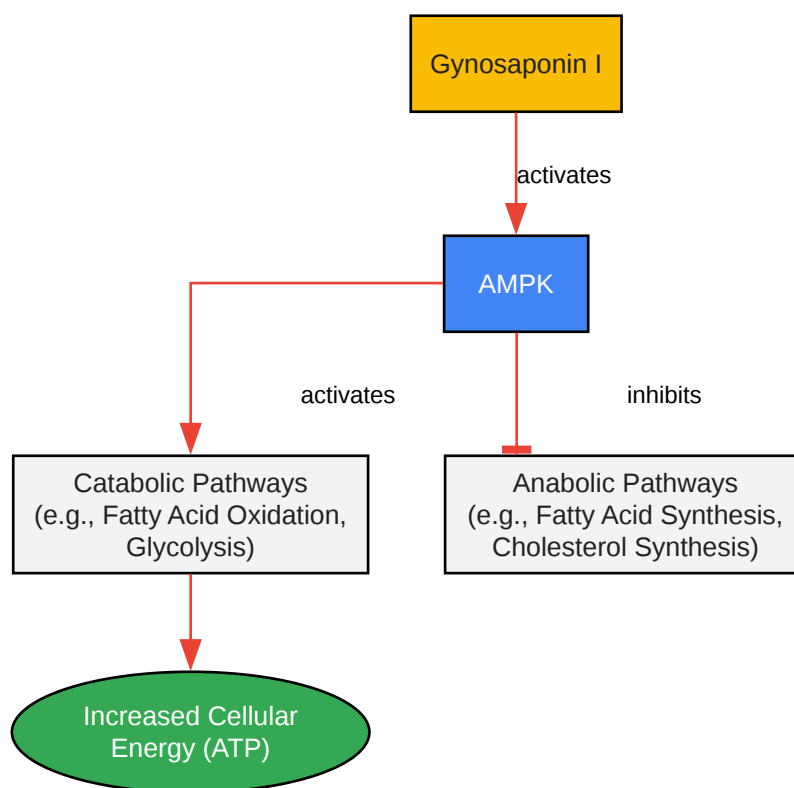 Gynosaponin I
activates
AMPK
activates
inhibits
Catabolic Pathways
(e.g., Fatty Acid Oxidation,
Glycolysis)
Anabolic Pathways
(e.g., Fatty Acid Synthesis,
Cholesterol Synthesis)
Increased Cellular
Energy (ATP)